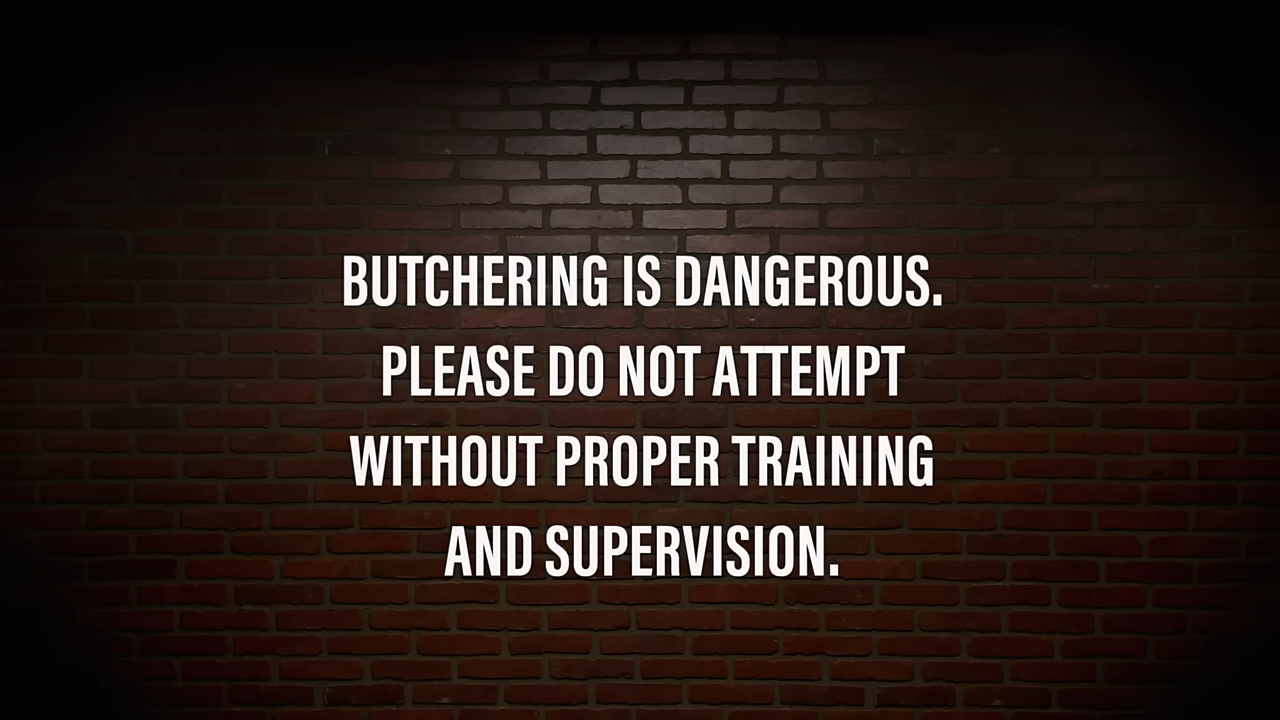 BUTCHERING IS DANGEROUS.
PLEASE DO NOT ATTEMPT
WITHOUT PROPER TRAINING
AND SUPERVISION.